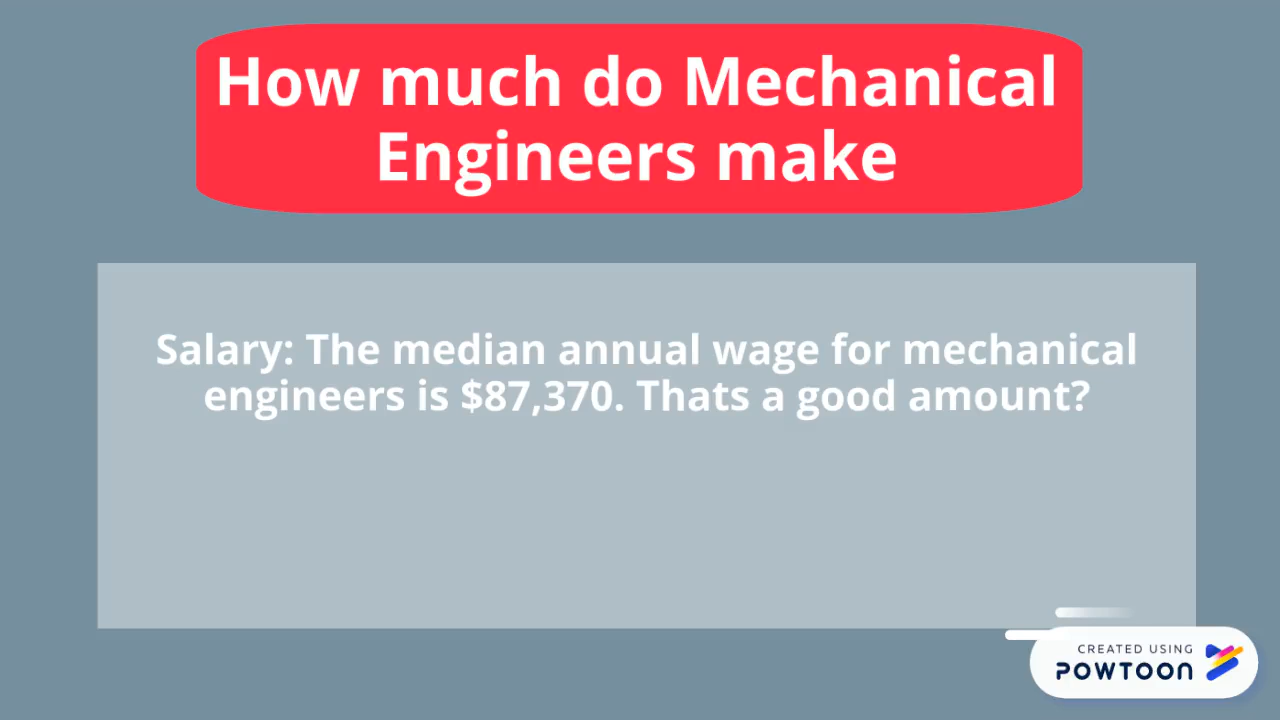 How much do Mechanical
Engineers make
Salary: The median annual wage for mechanical
engineers is $87,370. Thats a good amount?
CREATED USING
POWTOON